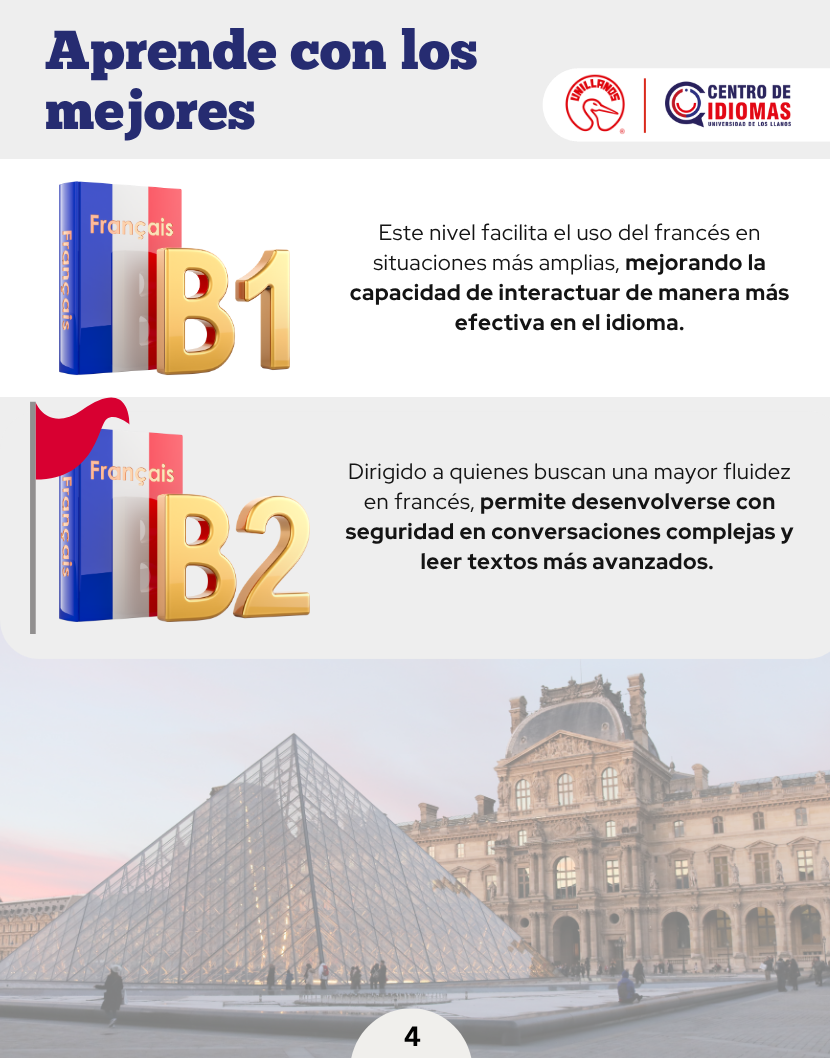 Aprende con los
mejores
UNILLANOS
®
CENTRO DE
IDIOMAS
UNIVERSIDAD DE LOS LLANOS
Français
Français
B1
Este nivel facilita el uso del francés en
situaciones más amplias, mejorando la
capacidad de interactuar de manera más
efectiva en el idioma.
Français
Français
B2
Dirigido a quienes buscan una mayor fluidez
en francés, permite desenvolverse con
seguridad en conversaciones complejas y
leer textos más avanzados.
4